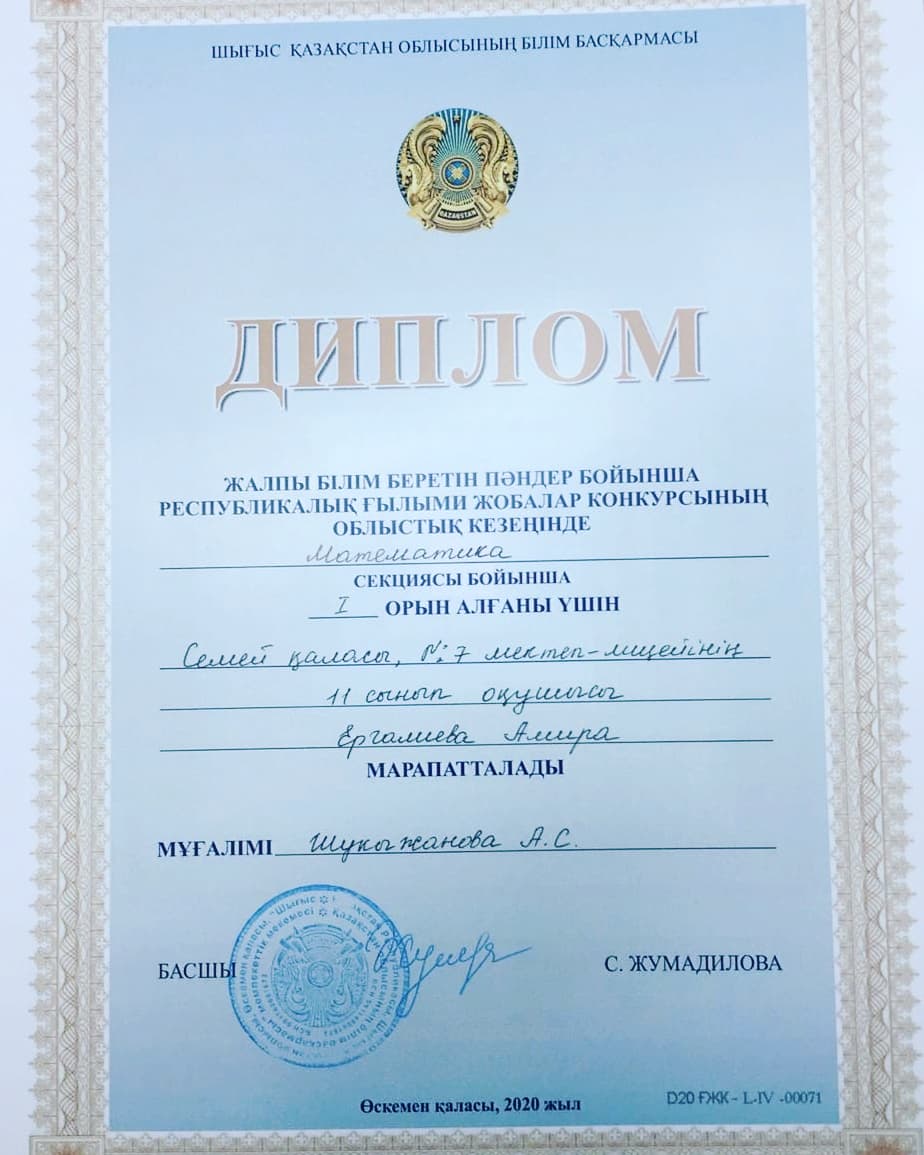 ШЫҒЫС ҚАЗАҚСТАН ОБЛЫСЫНЫҢ БІЛІМ БАСҚАРМАСЫ
QAZAQSTAN
ДИПЛОМ
ЖАЛПЫ БІЛІМ БЕРЕТІН ПӘНДЕР БОЙЫНША
РЕСПУБЛИКАЛЫҚ ҒЫЛЫМИ ЖОБАЛАР КОНКУРСЫНЫҢ
ОБЛЫСТЫҚ КЕЗЕҢІНДЕ
Математика
СЕКЦИЯСЫ БОЙЫНША
I ОРЫН АЛҒАНЫ ҮШІН
Семей қаласы, №7 мектеп-лицейінің
11 сынып оқушысы
Ергалиева Амира
МАРАПАТТАЛАДЫ
МҰҒАЛІМІ Шукыжанова А.С.
БАСШЫ С. ЖУМАДИЛОВА
Өскемен қаласы, 2020 жыл
D20 ҒЖК - L-IV -00071